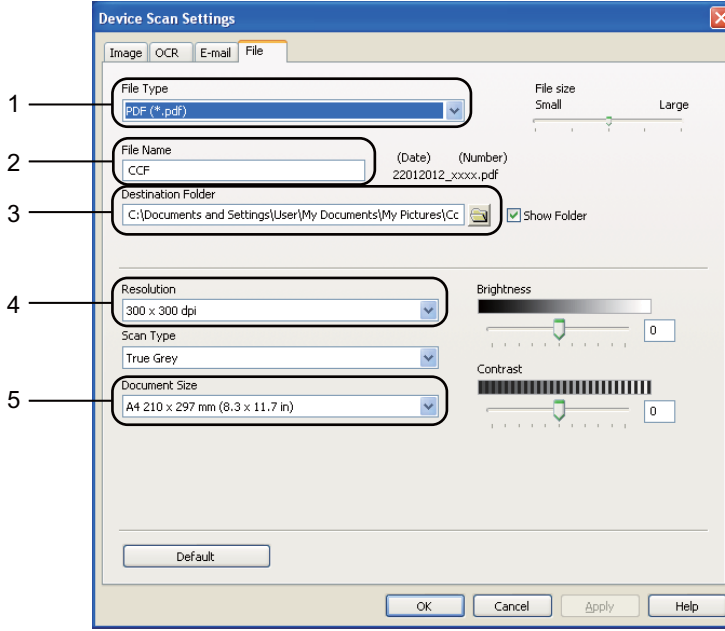 Device Scan Settings
Image OCR E-mail File
1
File Type
PDF (*.pdf)
File size
Small Large
2
File Name
CCF
(Date) (Number)
22012012_xxxx.pdf
3
Destination Folder
C:\Documents and Settings\User\My Documents\My Pictures\Cc
Show Folder
4
Resolution
300 x 300 dpi
Brightness
0
Scan Type
True Grey
Contrast
5
Document Size
A4 210 x 297 mm (8.3 x 11.7 in)
0
Default
OK Cancel Apply Help